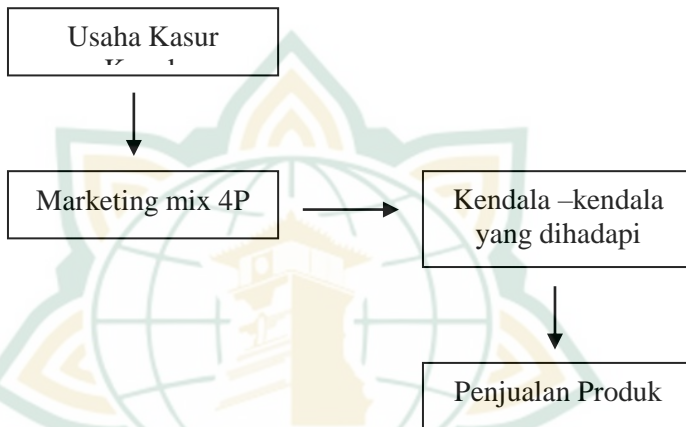 Usaha Kasur
Marketing mix 4P
Kendala –kendala
yang dihadapi
Penjualan Produk